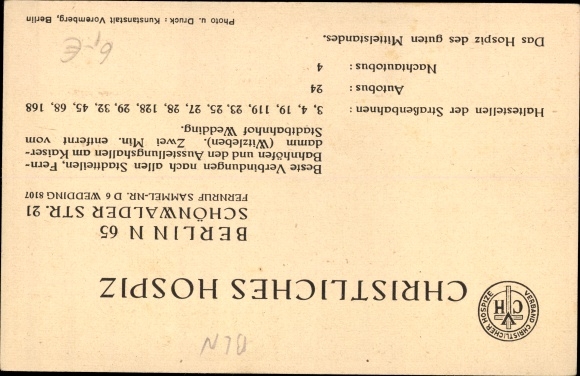 BLN
VERBAND CHRISTLICHER HOSPIZE
C V H
CHRISTLICHES HOSPIZ
BERLIN N 65
SCHÖNWALDER STR. 21
FERNRUF SAMMEL-NR. D 6 WEDDING 8107
Beste Verbindungen nach allen Stadtteilen, Fern-
Bahnhöfen und den Ausstellungshallen am Kaiser-
damm (Witzleben). Zwei Min. entfernt vom
Stadtbahnhof Wedding.
Haltestellen der Straßenbahnen: 3, 4, 19, 119, 23, 25, 27, 28, 128, 29, 32, 45, 68, 168
Autobus: 24
Nachtautobus: 4
Das Hospiz des guten Mittelstandes.
6,- €
Photo u. Druck: Kunstanstalt Voremberg, Berlin